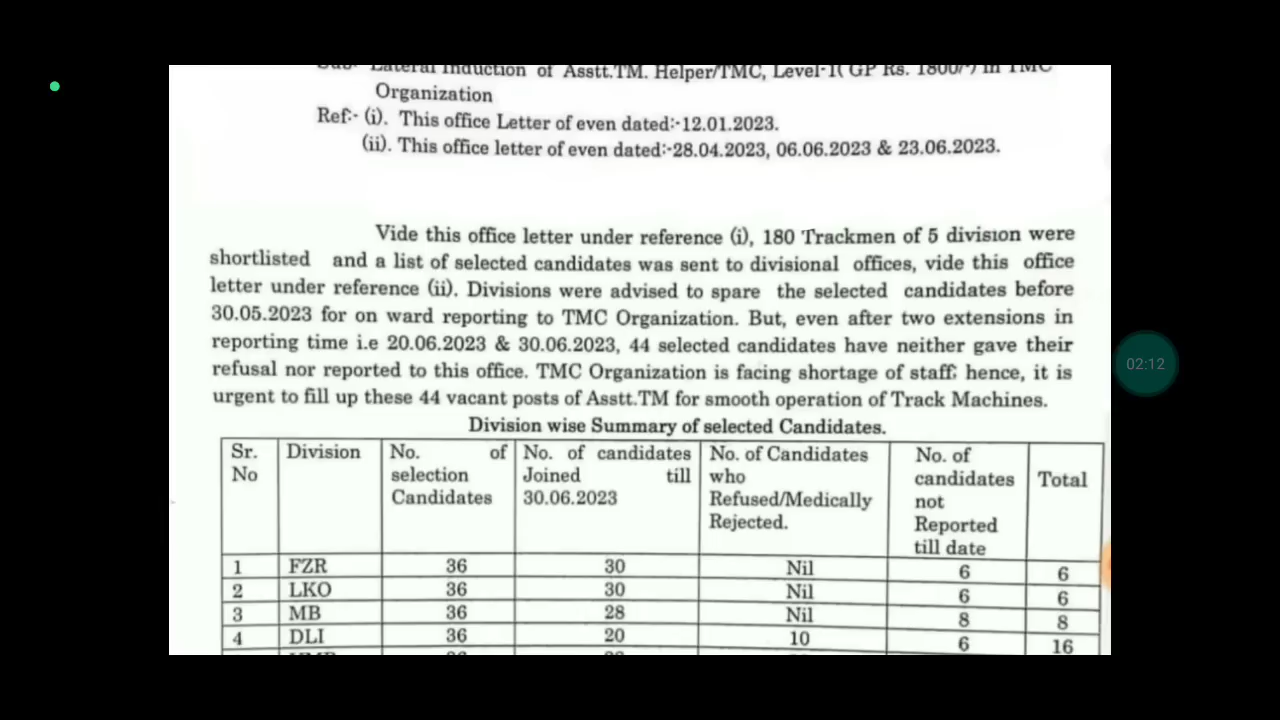 Sub:- Lateral Induction of Asstt.TM. Helper/TMC, Level-1( GP Rs. 1800/-) in TMC
Organization
Ref:- (i). This office Letter of even dated:-12.01.2023.
(ii). This office letter of even dated:-28.04.2023, 06.06.2023 & 23.06.2023.
Vide this office letter under reference (i), 180 Trackmen of 5 division were
shortlisted and a list of selected candidates was sent to divisional offices, vide this office
letter under reference (ii). Divisions were advised to spare the selected candidates before
30.05.2023 for on ward reporting to TMC Organization. But, even after two extensions in
reporting time i.e 20.06.2023 & 30.06.2023, 44 selected candidates have neither gave their
refusal nor reported to this office. TMC Organization is facing shortage of staff; hence, it is
urgent to fill up these 44 vacant posts of Asstt.TM for smooth operation of Track Machines.
Division wise Summary of selected Candidates.
Sr. No Division No. of selection Candidates No. of candidates Joined till 30.06.2023 No. of Candidates who Refused/Medically Rejected. No. of candidates not Reported till date Total
1 FZR 36 30 Nil 6 6
2 LKO 36 30 Nil 6 6
3 MB 36 28 Nil 8 8
4 DLI 36 20 10 6 16
02:12